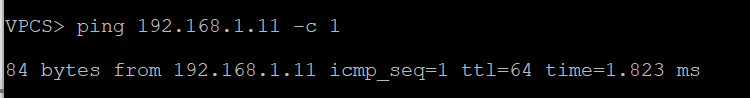 VPCS> ping 192.168.1.11 -c 1
84 bytes from 192.168.1.11 icmp_seq=1 ttl=64 time=1.823 ms